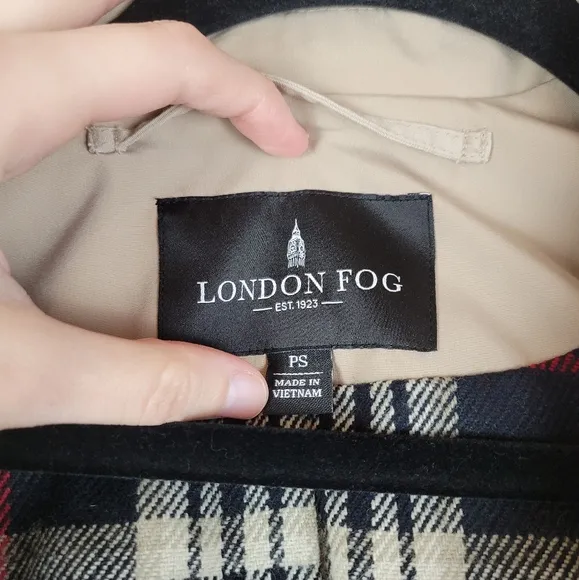 LONDON FOG
EST. 1923
PS
MADE IN
VIETNAM